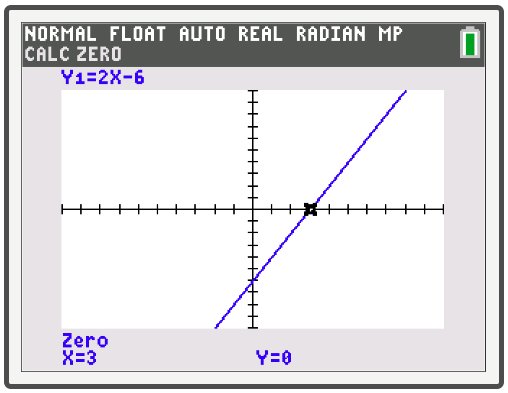 NORMAL FLOAT AUTO REAL RADIAN MP
CALC ZERO
Y₁=2X-6
Zero
X=3 Y=0